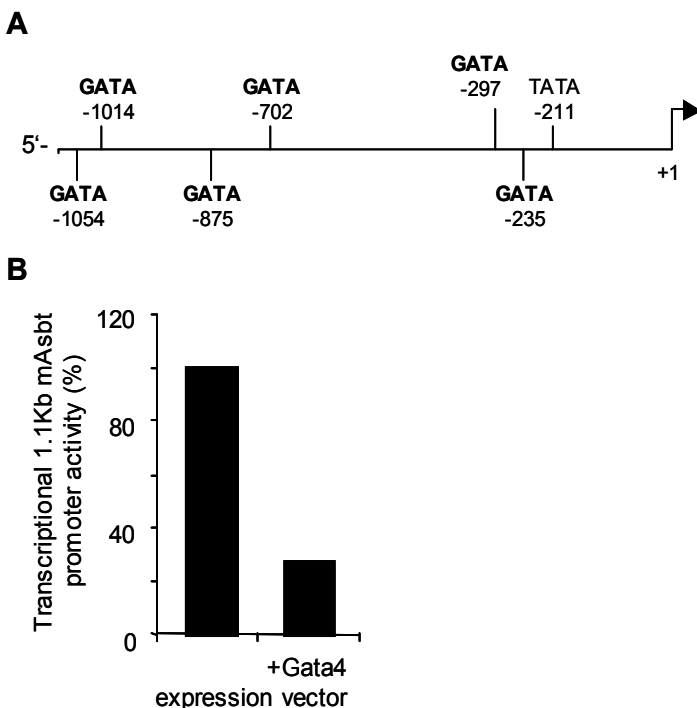 A
GATA
-1014
GATA
-702
GATA
-297
TATA
-211
5‘-
+1
GATA
-1054
GATA
-875
GATA
-235
B
Transcriptional 1.1Kb mAsbt
promoter activity (%)
120
80
40
0
+Gata4
expression vector